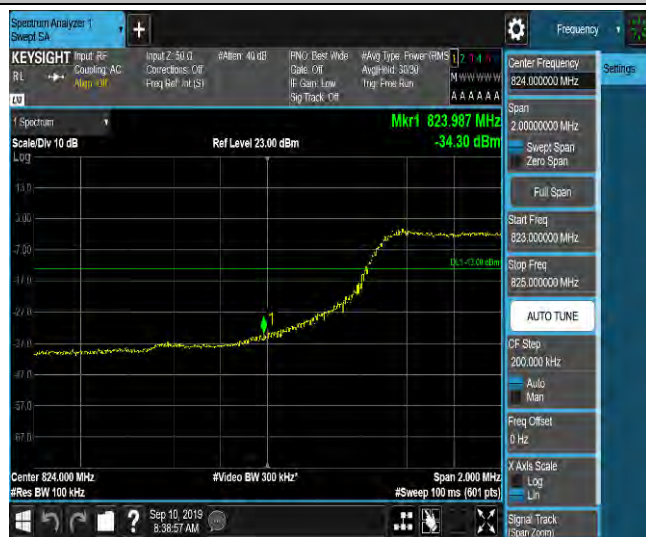 Spectrum Analyzer 1
Swept SA
+
Frequency
KEYSIGHT
RL
Input: RF
Coupling: AC
Align: Off
Input Z: 50 Ω
Corrections: Off
Freq Ref: Int (S)
#Atten: 40 dB
PNO: Best Wide
Gate: Off
IF Gain: Low
Sig Track: Off
#Avg Type: Power (RMS
Avg|Hold: 30/30
Trig: Free Run
1 2 3 4 5 6
M W W W W W
A A A A A A
LW
1 Spectrum
Scale/Div 10 dB
Ref Level 23.00 dBm
Mkr1 823.987 MHz
-34.30 dBm
Log
13.0
3.00
-7.00
DL1 -13.00 dBm
-17.0
-27.0
1
-37.0
-47.0
-57.0
-67.0
Center 824.000 MHz
#Res BW 100 kHz
#Video BW 300 kHz*
Span 2.000 MHz
#Sweep 100 ms (601 pts)
Center Frequency
824.000000 MHz
Settings
Span
2.00000000 MHz
Swept Span
Zero Span
Full Span
Start Freq
823.000000 MHz
Stop Freq
825.000000 MHz
AUTO TUNE
CF Step
200.000 kHz
Auto
Man
Freq Offset
0 Hz
X Axis Scale
Log
Lin
Signal Track
(Span Zoom)
?
Sep 10, 2019
8:38:57 AM